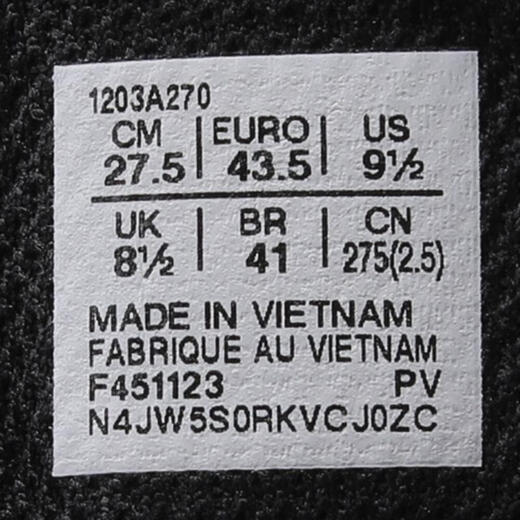 1203A270
CM | EURO | US
27.5 | 43.5 | 9½
UK | BR | CN
8½ | 41 | 275(2.5)
MADE IN VIETNAM
FABRIQUE AU VIETNAM
F451123 PV
N4JW5S0RKVCJ0ZC